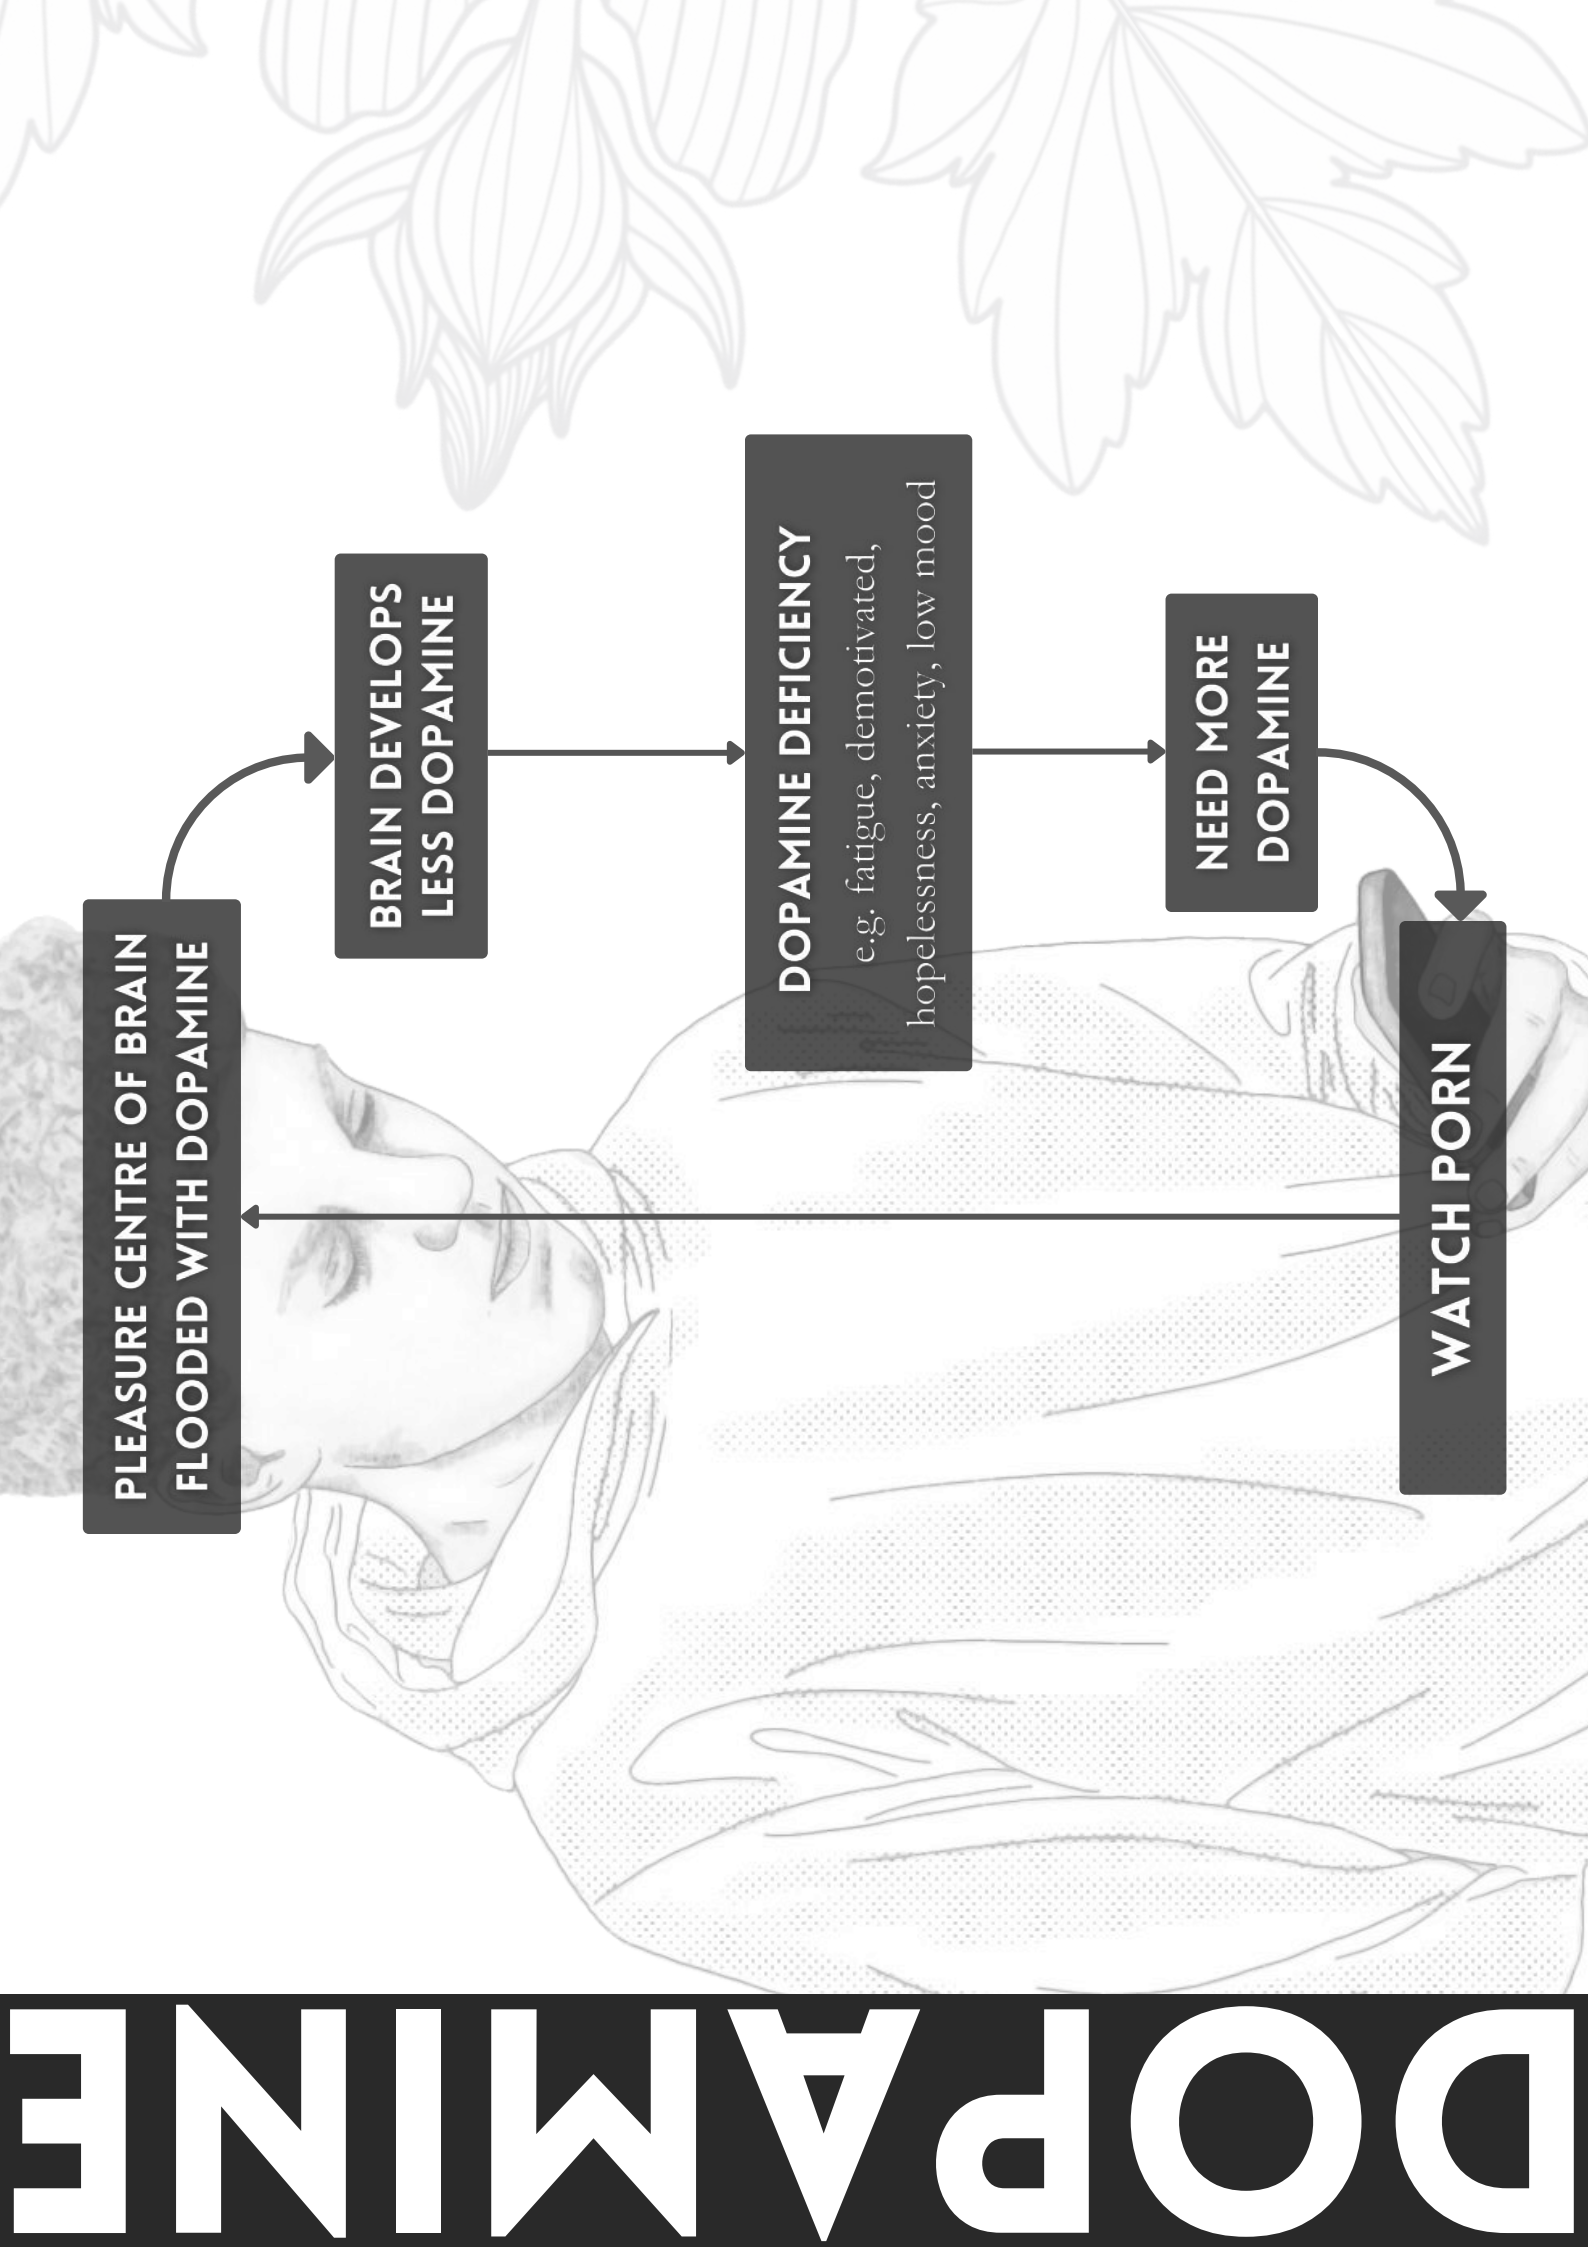 DOPAMINE
PLEASURE CENTRE OF BRAIN
FLOODED WITH DOPAMINE
BRAIN DEVELOPS
LESS DOPAMINE
DOPAMINE DEFICIENCY
e.g. fatigue, demotivated,
hopelessness, anxiety, low mood
NEED MORE
DOPAMINE
WATCH PORN